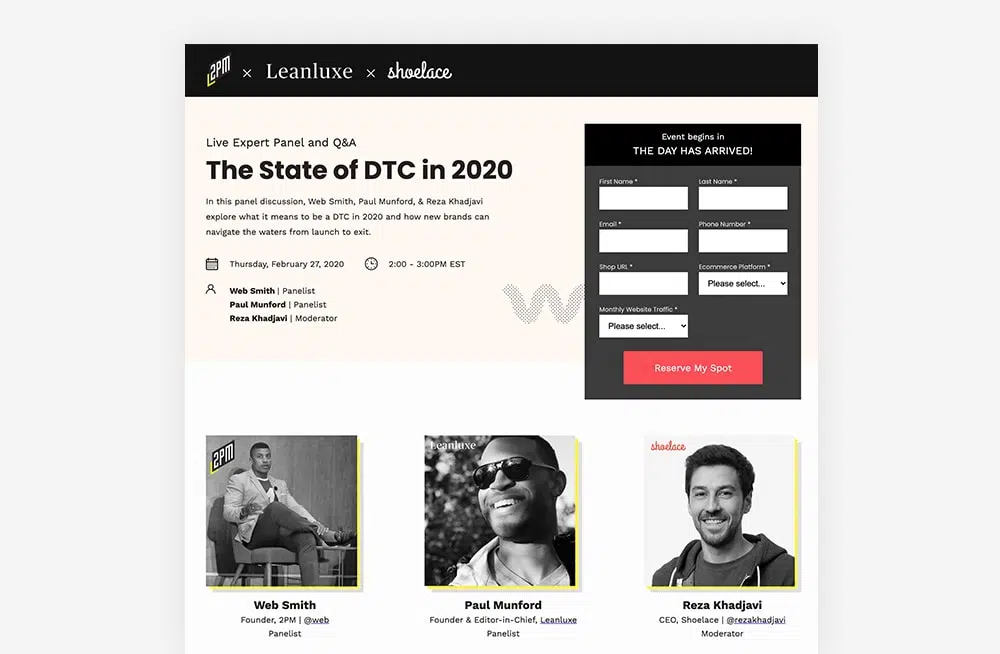 2PM × Leanluxe × shoelace
Live Expert Panel and Q&A
The State of DTC in 2020
In this panel discussion, Web Smith, Paul Munford, & Reza Khadjavi
explore what it means to be a DTC in 2020 and how new brands can
navigate the waters from launch to exit.
Thursday, February 27, 2020
2:00 - 3:00PM EST
Web Smith | Panelist
Paul Munford | Panelist
Reza Khadjavi | Moderator
W
Event begins in
THE DAY HAS ARRIVED!
First Name *
Last Name *
Email *
Phone Number *
Shop URL *
Ecommerce Platform *
Please select...
Monthly Website Traffic *
Please select...
Reserve My Spot
2PM
Web Smith
Founder, 2PM | @web
Panelist
Leanluxe
Paul Munford
Founder & Editor-in-Chief, Leanluxe
Panelist
shoelace
Reza Khadjavi
CEO, Shoelace | @rezakhadjavi
Moderator